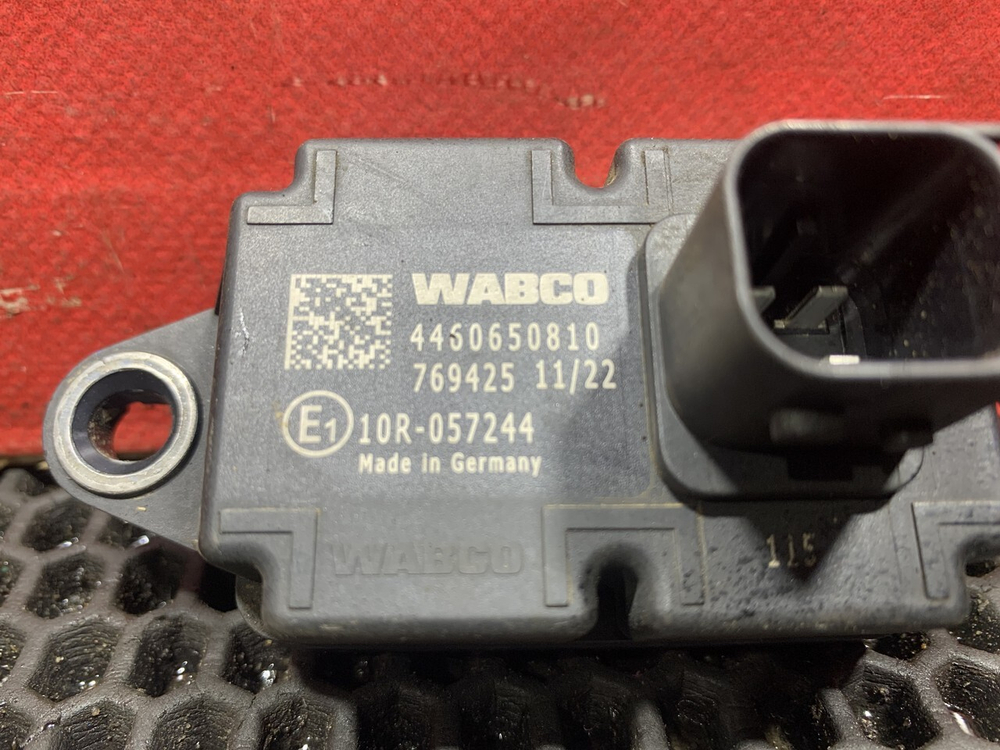 WABCO
4460650810
769425 11/22
E1 10R-057244
Made in Germany
WABCO
115